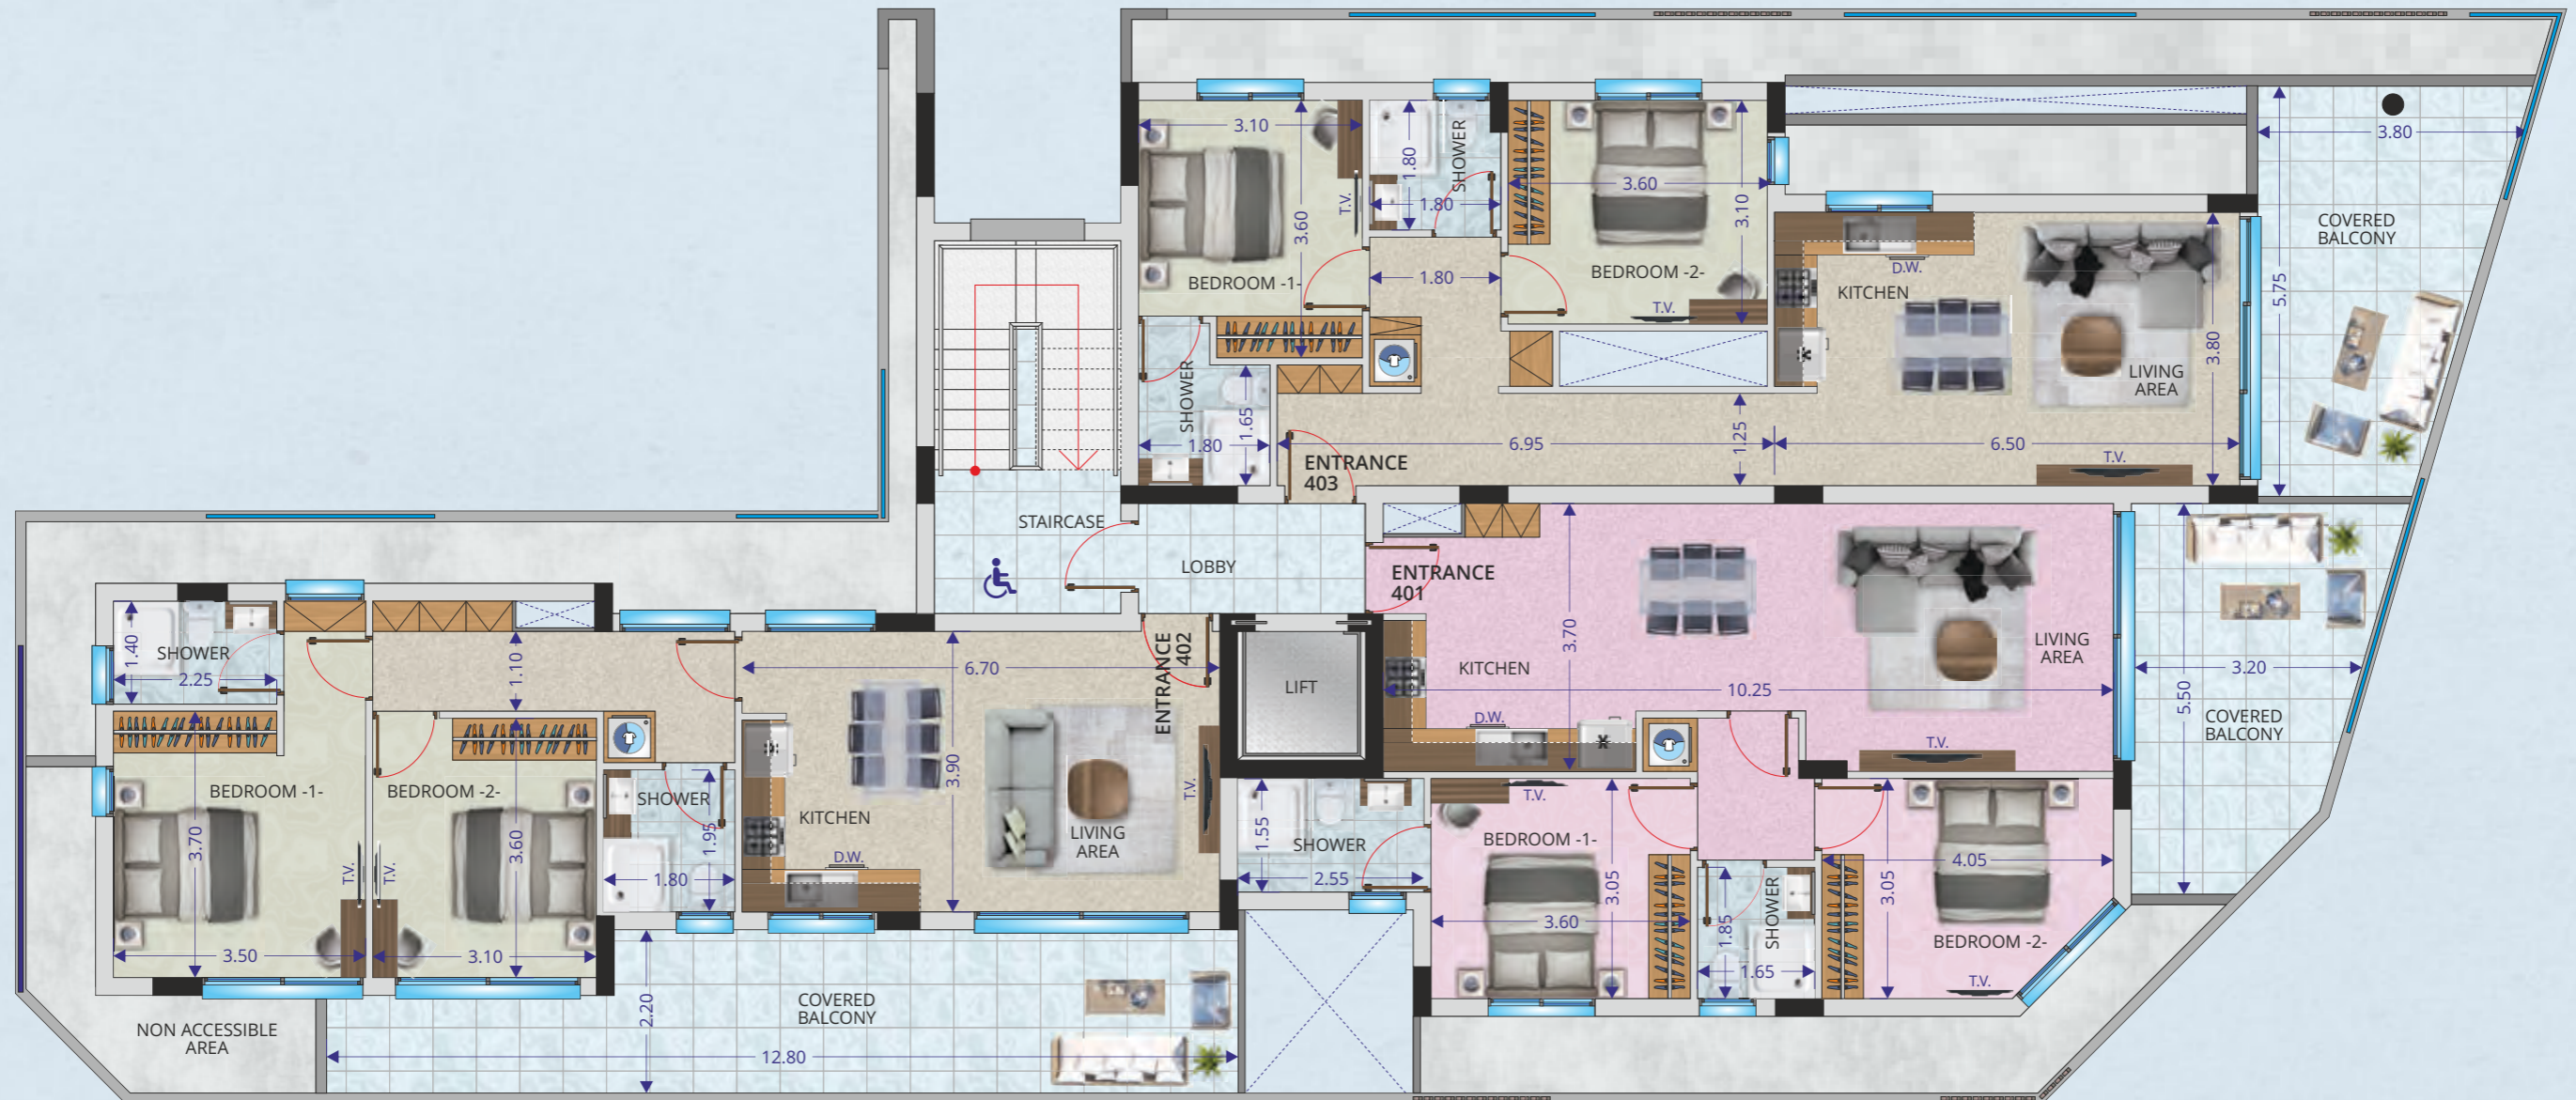 3.10
3.60
T.V.
BEDROOM -1-
1.80
SHOWER
1.80
1.80
3.60
3.10
BEDROOM -2-
T.V.
D.W.
KITCHEN
3.80
LIVING
AREA
T.V.
6.50
3.80
COVERED
BALCONY
5.75
SHOWER
1.65
1.80
6.95
1.25
ENTRANCE
403
STAIRCASE
LOBBY
ENTRANCE
401
3.70
KITCHEN
10.25
D.W.
LIVING
AREA
T.V.
3.20
5.50
COVERED
BALCONY
LIFT
1.40
SHOWER
2.25
1.10
6.70
ENTRANCE
402
BEDROOM -1-
3.70
T.V.
3.50
BEDROOM -2-
3.60
T.V.
3.10
SHOWER
1.95
1.80
KITCHEN
D.W.
3.90
LIVING
AREA
T.V.
1.55
SHOWER
2.55
T.V.
BEDROOM -1-
3.05
3.60
SHOWER
1.85
1.65
3.05
4.05
BEDROOM -2-
T.V.
NON ACCESSIBLE
AREA
2.20
COVERED
BALCONY
12.80